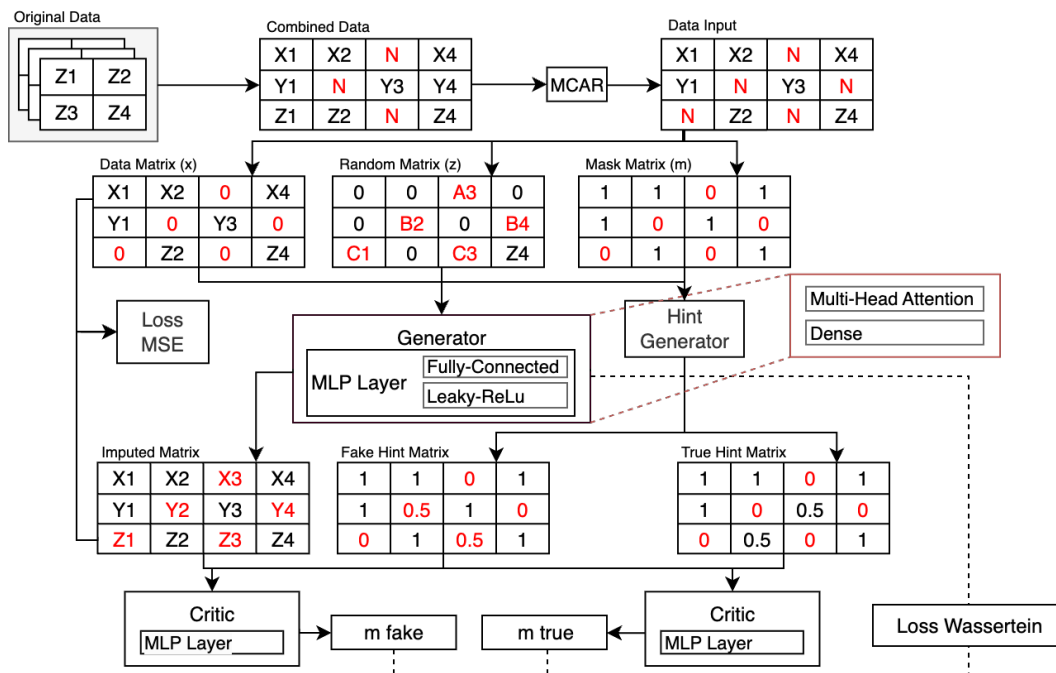 Original Data
Z1 Z2
Z3 Z4
Combined Data
X1 X2 N X4
Y1 N Y3 Y4
Z1 Z2 N Z4
MCAR
Data Input
X1 X2 N X4
Y1 N Y3 N
N Z2 N Z4
Data Matrix (x)
X1 X2 0 X4
Y1 0 Y3 0
0 Z2 0 Z4
Random Matrix (z)
0 0 A3 0
0 B2 0 B4
C1 0 C3 Z4
Mask Matrix (m)
1 1 0 1
1 0 1 0
0 1 0 1
Loss
MSE
Generator
MLP Layer
Fully-Connected
Leaky-ReLu
Hint
Generator
Multi-Head Attention
Dense
Imputed Matrix
X1 X2 X3 X4
Y1 Y2 Y3 Y4
Z1 Z2 Z3 Z4
Fake Hint Matrix
1 1 0 1
1 0.5 1 0
0 1 0.5 1
True Hint Matrix
1 1 0 1
1 0 0.5 0
0 0.5 0 1
Critic
MLP Layer
m fake
m true
Critic
MLP Layer
Loss Wassertein